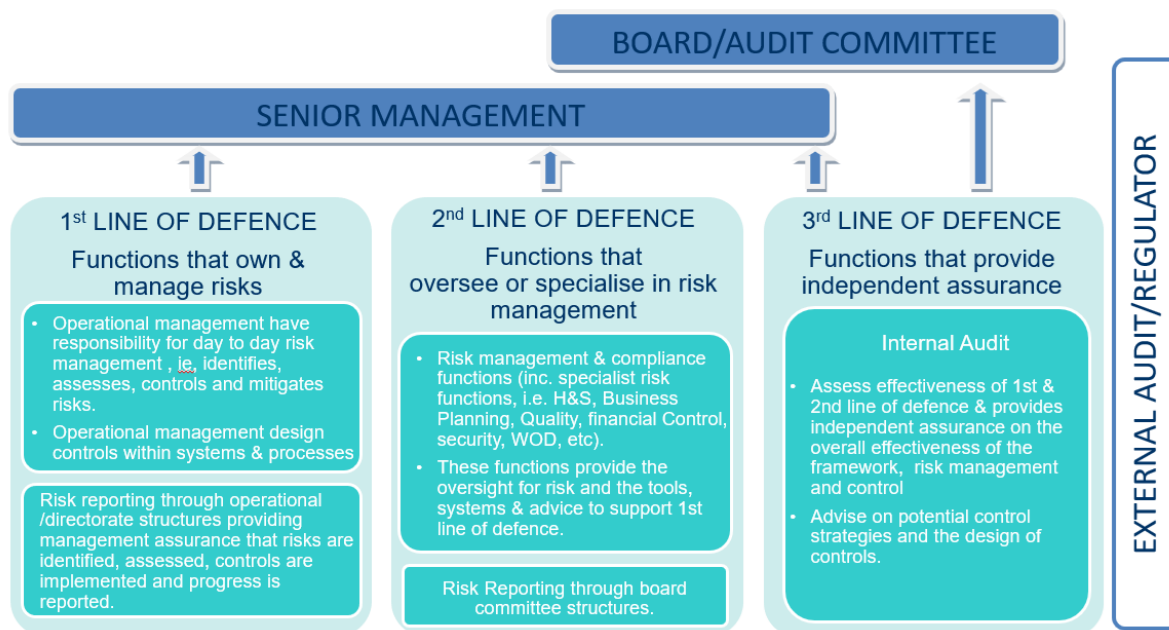 BOARD/AUDIT COMMITTEE
SENIOR MANAGEMENT
1st LINE OF DEFENCE
Functions that own &
manage risks
• Operational management have
responsibility for day to day risk
management , ie, identifies,
assesses, controls and mitigates
risks.
• Operational management design
controls within systems & processes
Risk reporting through operational
/directorate structures providing
management assurance that risks are
identified, assessed, controls are
implemented and progress is
reported.
2nd LINE OF DEFENCE
Functions that
oversee or specialise in risk
management
• Risk management & compliance
functions (inc. specialist risk
functions, i.e. H&S, Business
Planning, Quality, financial Control,
security, WOD, etc).
• These functions provide the
oversight for risk and the tools,
systems & advice to support 1st
line of defence.
Risk Reporting through board
committee structures.
3rd LINE OF DEFENCE
Functions that provide
independent assurance
Internal Audit
• Assess effectiveness of 1st &
2nd line of defence & provides
independent assurance on the
overall effectiveness of the
framework, risk management
and control
• Advise on potential control
strategies and the design of
controls.
EXTERNAL AUDIT/REGULATOR